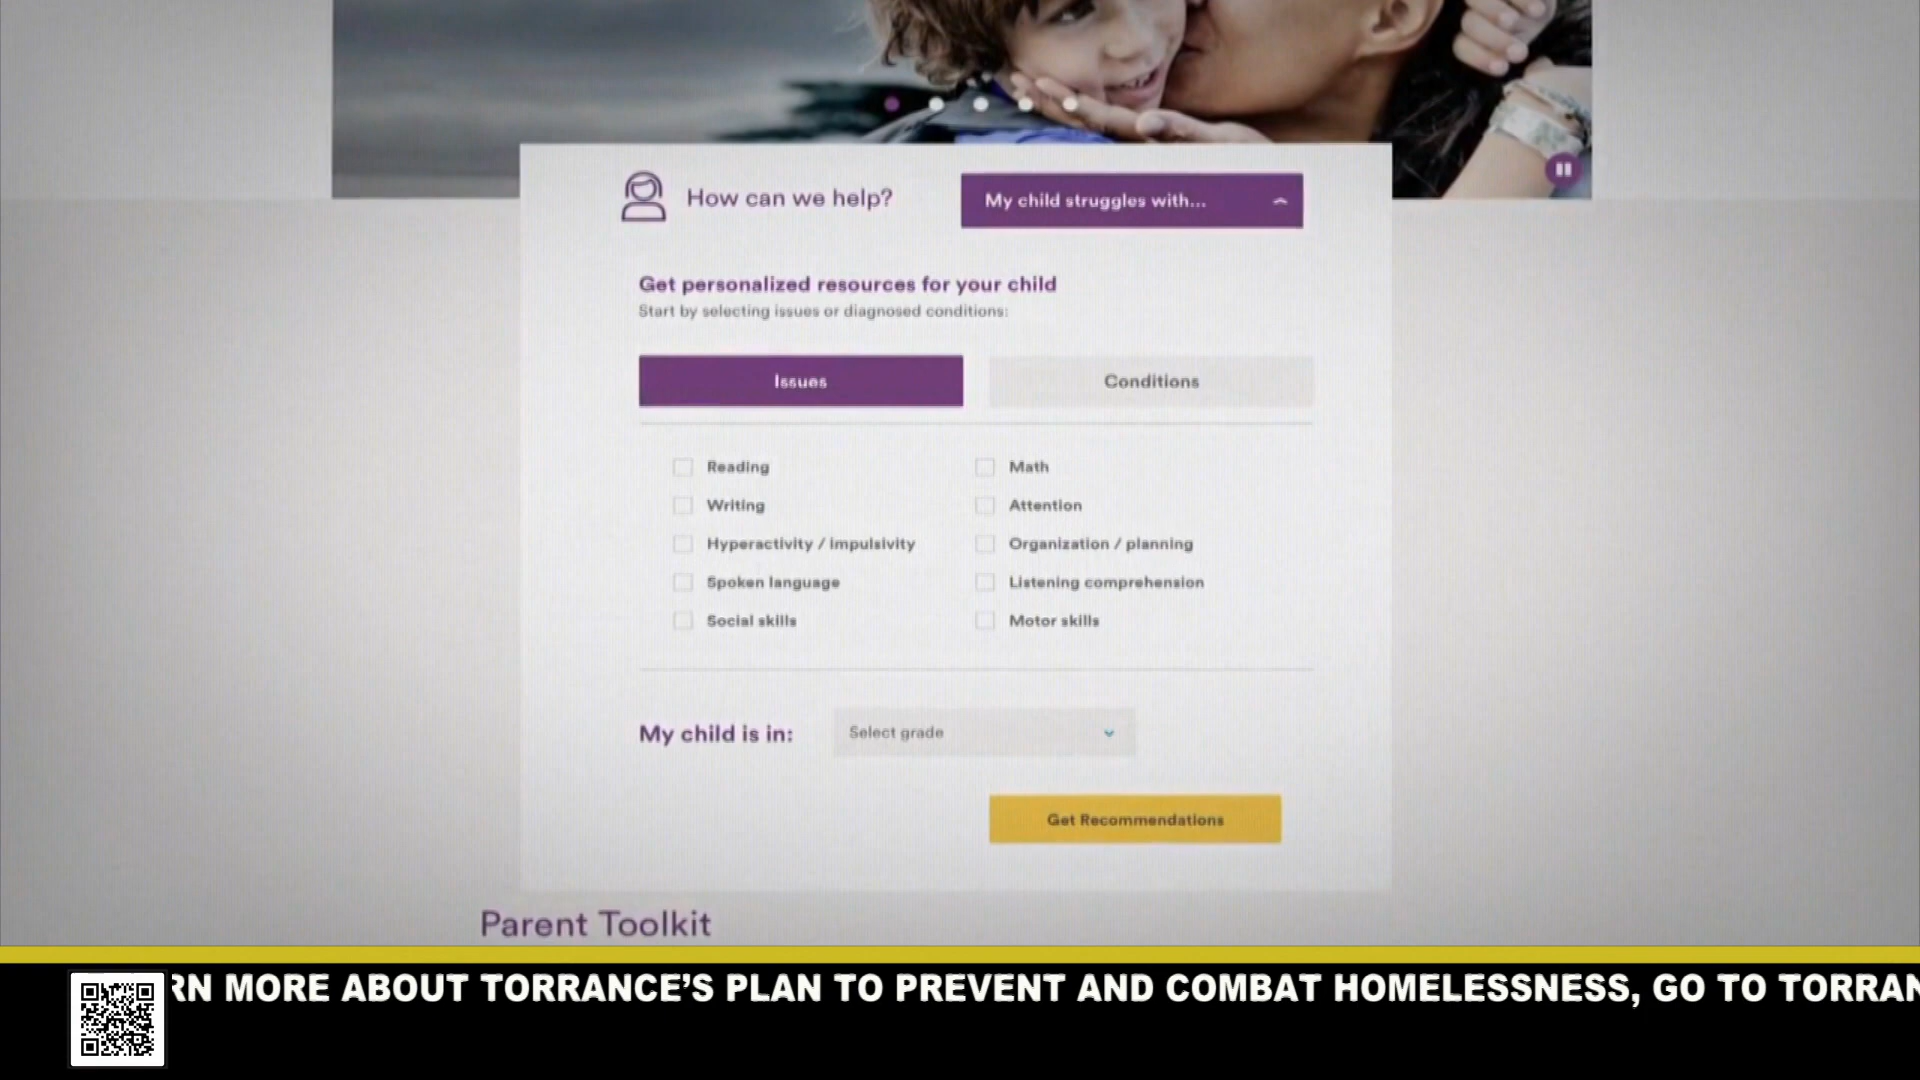 How can we help?
My child struggles with...
Get personalized resources for your child
Start by selecting issues or diagnosed conditions:
Issues
Conditions
Reading
Math
Writing
Attention
Hyperactivity / impulsivity
Organization / planning
Spoken language
Listening comprehension
Social skills
Motor skills
My child is in:
Select grade
Get Recommendations
Parent Toolkit
RN MORE ABOUT TORRANCE’S PLAN TO PREVENT AND COMBAT HOMELESSNESS, GO TO TORRAN